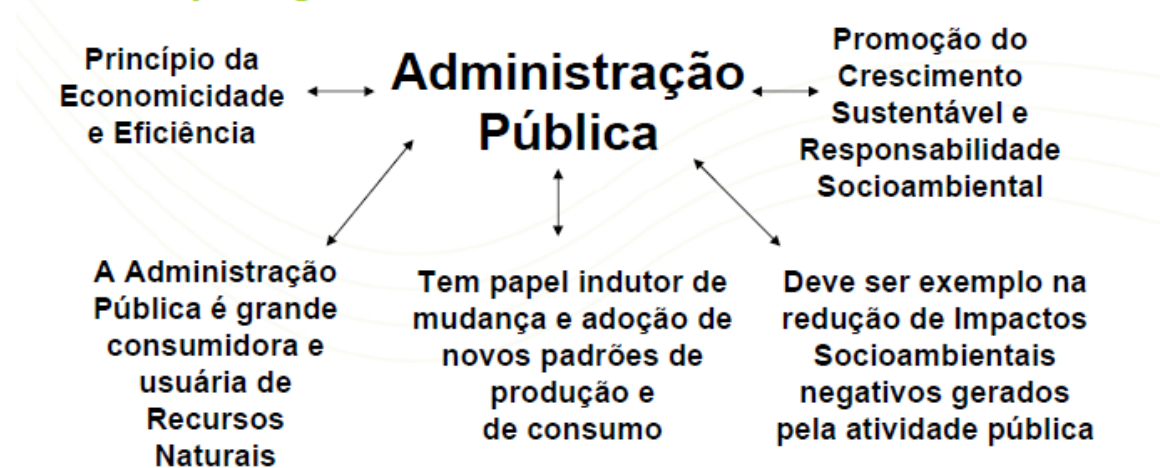 Princípio da
Economicidade
e Eficiência
Administração
Pública
Promoção do
Crescimento
Sustentável e
Responsabilidade
Socioambiental
A Administração
Pública é grande
consumidora e
usuária de
Recursos
Naturais
Tem papel indutor de
mudança e adoção de
novos padrões de
produção e
de consumo
Deve ser exemplo na
redução de Impactos
Socioambientais
negativos gerados
pela atividade pública